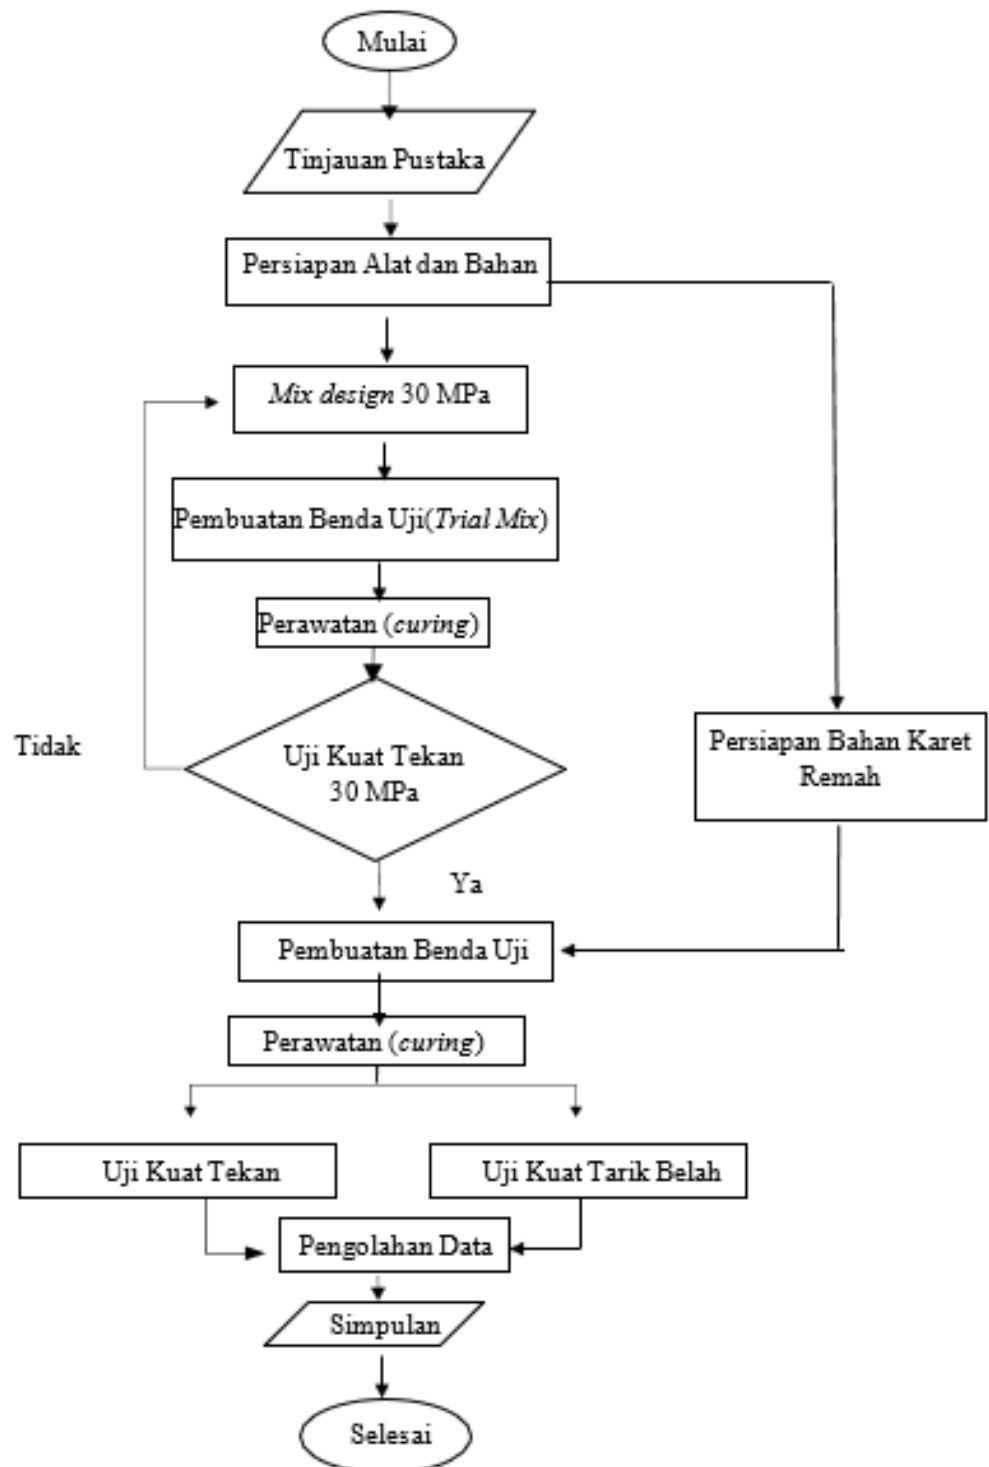 Mulai
Tinjauan Pustaka
Persiapan Alat dan Bahan
Mix design 30 MPa
Pembuatan Benda Uji(Trial Mix)
Perawatan (curing)
Tidak
Uji Kuat Tekan
30 MPa
Persiapan Bahan Karet
Remah
Ya
Pembuatan Benda Uji
Perawatan (curing)
Uji Kuat Tekan
Uji Kuat Tarik Belah
Pengolahan Data
Simpulan
Selesai